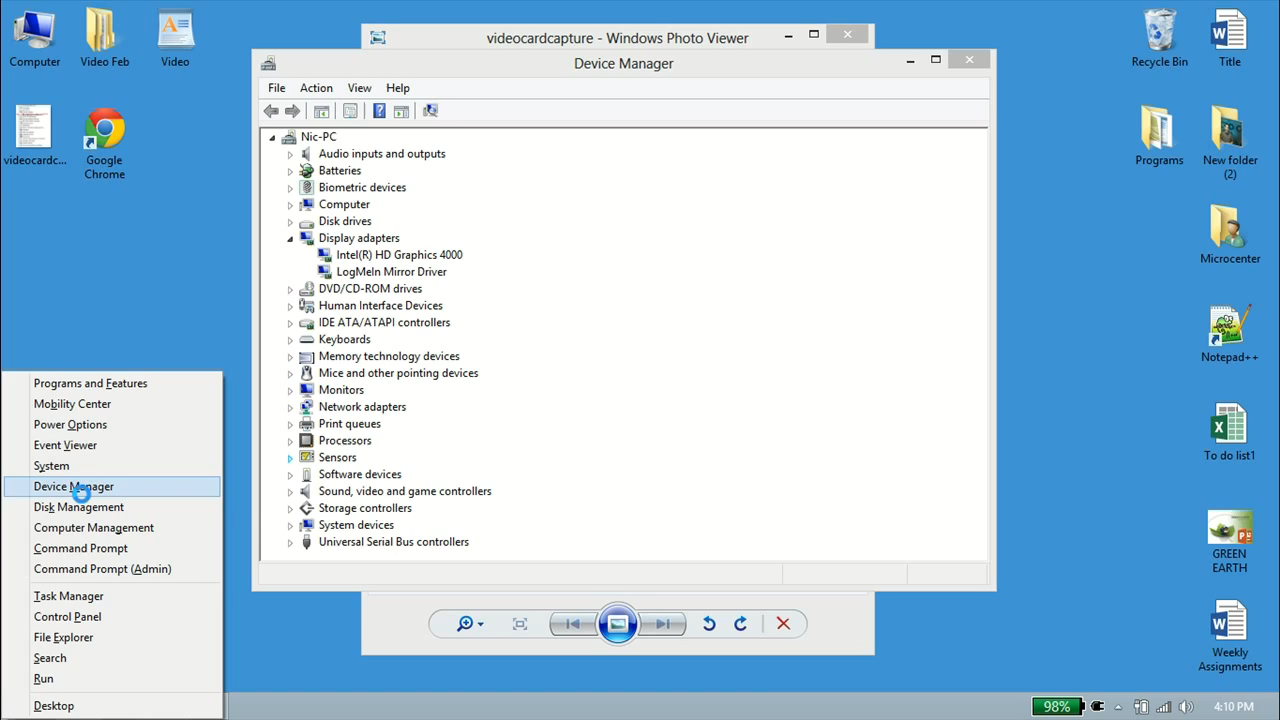 Computer
Video Feb
Video
videocardc...
Google
Chrome
videocardcapture - Windows Photo Viewer
Device Manager
File
Action
View
Help
Nic-PC
Audio inputs and outputs
Batteries
Biometric devices
Computer
Disk drives
Display adapters
Intel(R) HD Graphics 4000
LogMeIn Mirror Driver
DVD/CD-ROM drives
Human Interface Devices
IDE ATA/ATAPI controllers
Keyboards
Memory technology devices
Mice and other pointing devices
Monitors
Network adapters
Print queues
Processors
Sensors
Software devices
Sound, video and game controllers
Storage controllers
System devices
Universal Serial Bus controllers
Recycle Bin
Title
Programs
New folder
(2)
Microcenter
Notepad++
To do list1
GREEN
EARTH
Weekly
Assignments
Programs and Features
Mobility Center
Power Options
Event Viewer
System
Device Manager
Disk Management
Computer Management
Command Prompt
Command Prompt (Admin)
Task Manager
Control Panel
File Explorer
Search
Run
Desktop
98%
4:10 PM